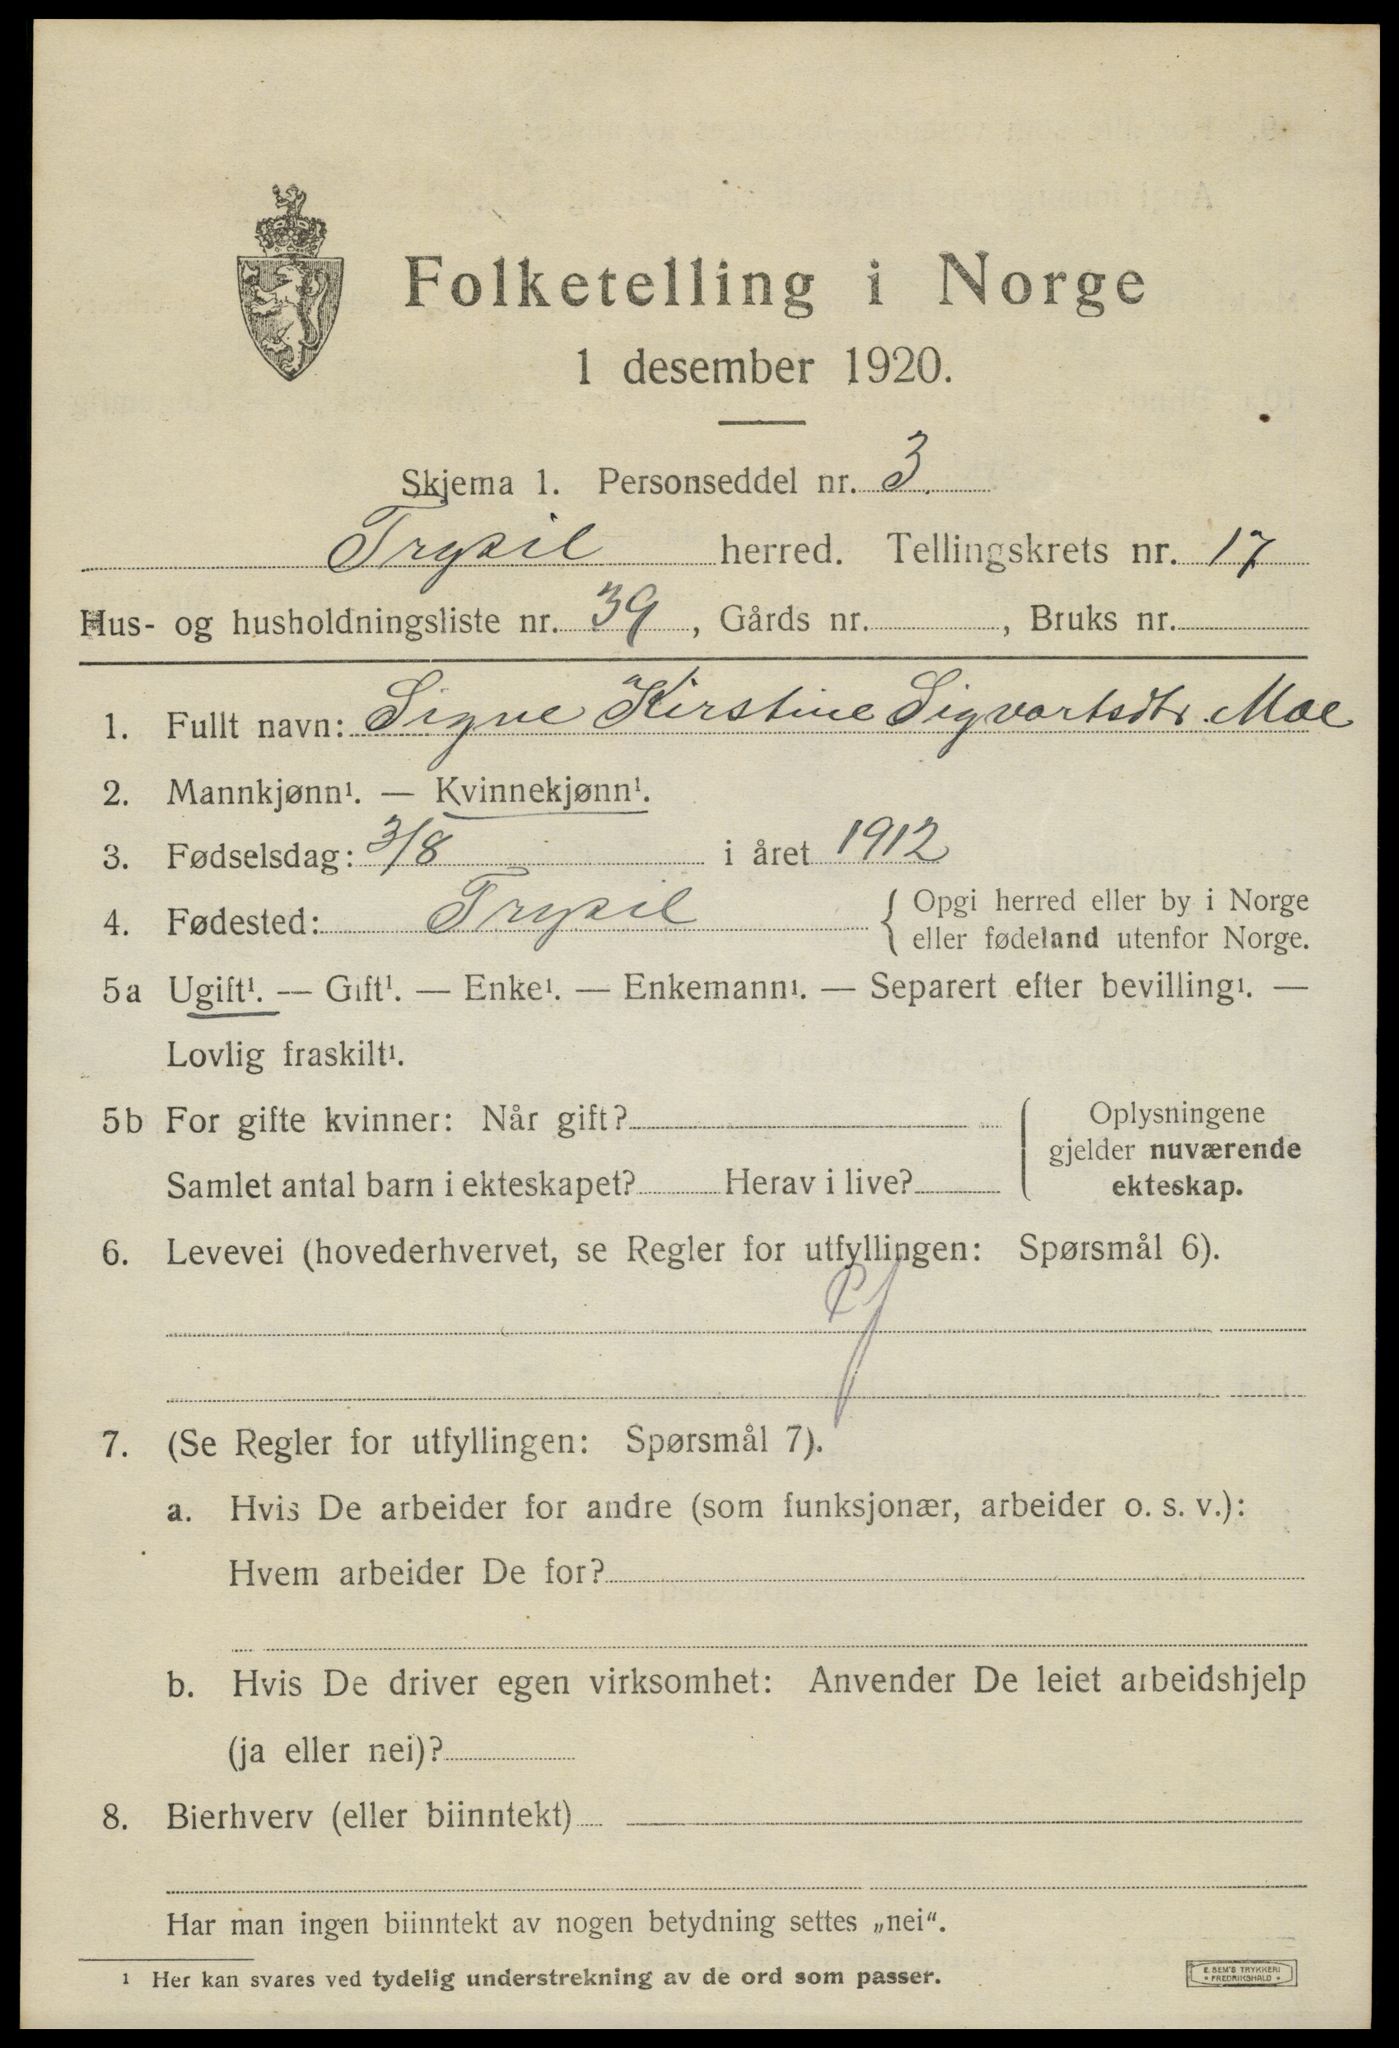 Folketelling i Norge
1 desember 1920.
Skjema 1. Personseddel nr. 3.
Trysil herred. Tellingskrets nr. 17
Hus- og husholdningsliste nr. 39, Gårds nr. , Bruks nr.
1. Fullt navn: Signe Kirstine Sigvartsdtr. Moe
2. Mannkjønn¹. — Kvinnekjønn¹.
3. Fødselsdag: 3/8 i året 1912
4. Fødested: Trysil { Opgi herred eller by i Norge
eller fødeland utenfor Norge.
5a Ugift¹. — Gift¹. — Enke¹. — Enkemann¹. — Separert efter bevilling¹. —
Lovlig fraskilt¹.
5b For gifte kvinner: Når gift? { Oplysningene
gjelder nuværende
Samlet antal barn i ekteskapet? Herav i live? ekteskap.
6. Levevei (hovederhvervet, se Regler for utfyllingen: Spørsmål 6).
7. (Se Regler for utfyllingen: Spørsmål 7).
a. Hvis De arbeider for andre (som funksjonær, arbeider o. s. v.):
Hvem arbeider De for?
b. Hvis De driver egen virksomhet: Anvender De leiet arbeidshjelp
(ja eller nei)?
8. Bierhverv (eller biinntekt)
Har man ingen biinntekt av nogen betydning settes „nei“.
¹ Her kan svares ved tydelig understrekning av de ord som passer.
E. SEM'S TRYKKERI
• FREDRIKSHALD •